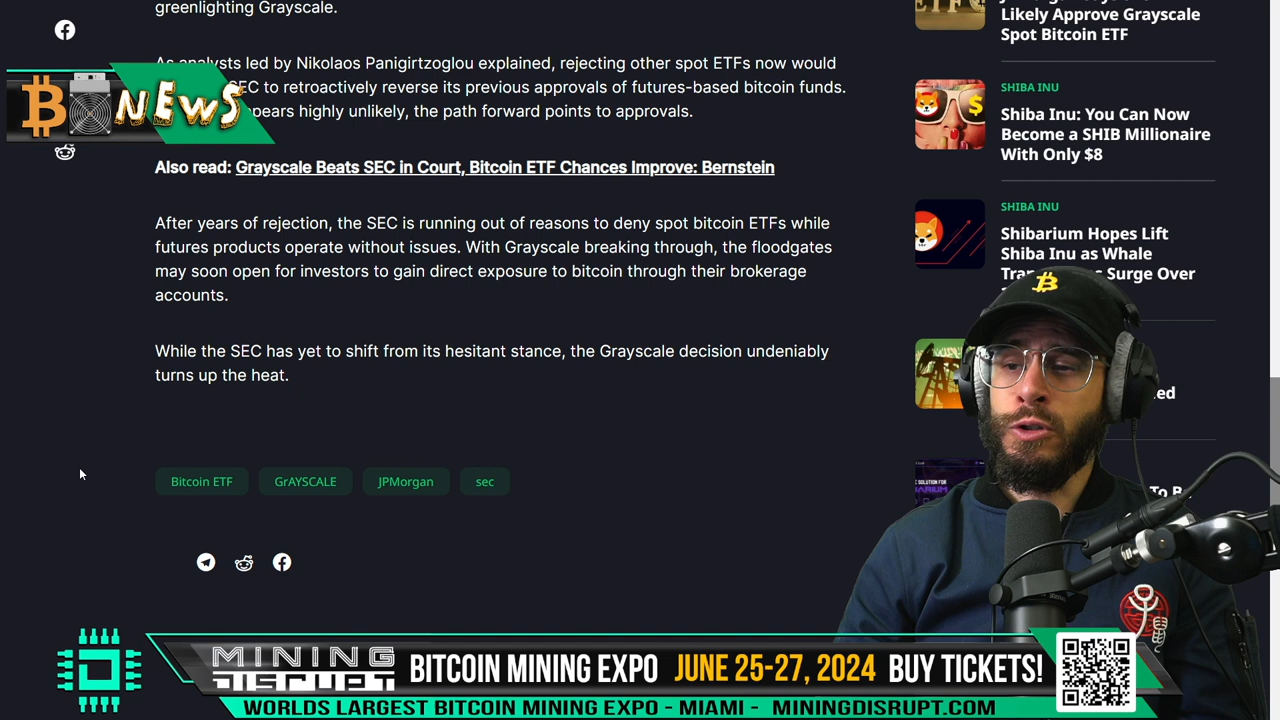 greenlighting Grayscale.
As analysts led by Nikolaos Panigirtzoglou explained, rejecting other spot ETFs now would
EC to retroactively reverse its previous approvals of futures-based bitcoin funds.
pears highly unlikely, the path forward points to approvals.
NEWS
Also read: Grayscale Beats SEC in Court, Bitcoin ETF Chances Improve: Bernstein
After years of rejection, the SEC is running out of reasons to deny spot bitcoin ETFs while
futures products operate without issues. With Grayscale breaking through, the floodgates
may soon open for investors to gain direct exposure to bitcoin through their brokerage
accounts.
While the SEC has yet to shift from its hesitant stance, the Grayscale decision undeniably
turns up the heat.
Bitcoin ETF
GrAYSCALE
JPMorgan
sec
Likely Approve Grayscale
Spot Bitcoin ETF
SHIBA INU
Shiba Inu: You Can Now
Become a SHIB Millionaire
With Only $8
SHIBA INU
Shibarium Hopes Lift
Shiba Inu as Whale
Surge Over
ed
To B
MINING
DISRUPT
BITCOIN MINING EXPO JUNE 25-27, 2024 BUY TICKETS!
WORLDS LARGEST BITCOIN MINING EXPO - MIAMI - MININGDISRUPT.COM